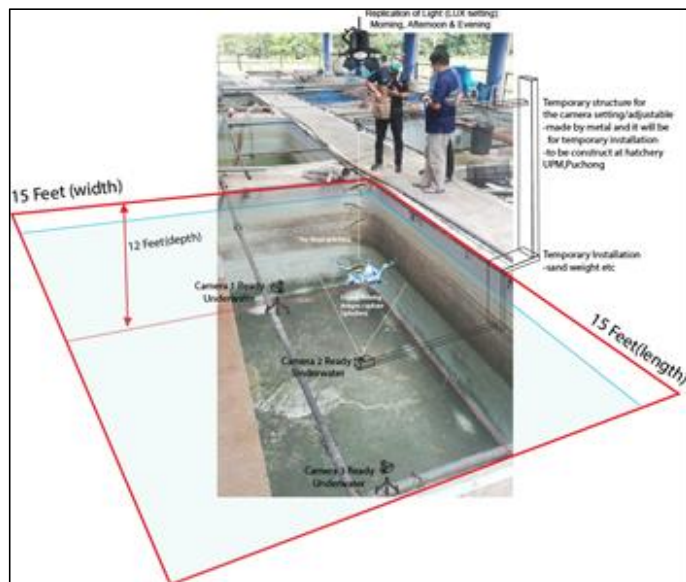 Replication of Light (LUX setting):
Morning, Afternoon & Evening
Temporary structure for
the camera setting/adjustable
-made by metal and it will be
for temporary installation
-to be construct at hatchery
UPM,Puchong
15 Feet (width)
12 Feet(depth)
Temporary Installation
-sand weight etc
Camera 1 Ready
Underwater
15 Feet(length)
Camera 2 Ready
Underwater
Camera 3 Ready
Underwater